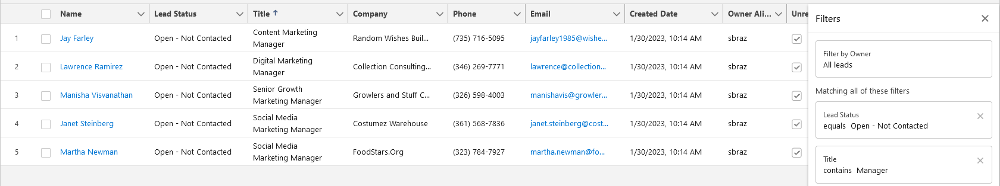 Name Lead Status Title ↑ Company Phone Email Created Date Owner Ali... Unre
1 Jay Farley Open - Not Contacted Content Marketing Manager Random Wishes Buil... (735) 716-5095 jayfarley1985@wishe... 1/30/2023, 10:14 AM sbraz
2 Lawrence Ramirez Open - Not Contacted Digital Marketing Manager Collection Consulting... (346) 269-7771 lawrence@collection... 1/30/2023, 10:14 AM sbraz
3 Manisha Visvanathan Open - Not Contacted Senior Growth Marketing Manager Growlers and Stuff C... (326) 598-4003 manishavis@growler... 1/30/2023, 10:14 AM sbraz
4 Janet Steinberg Open - Not Contacted Social Media Marketing Manager Costumez Warehouse (361) 568-7836 janet.steinberg@cost... 1/30/2023, 10:14 AM sbraz
5 Martha Newman Open - Not Contacted Social Media Marketing Manager FoodStars.Org (323) 784-7927 martha.newman@fo... 1/30/2023, 10:14 AM sbraz
Filters
Filter by Owner
All leads
Matching all of these filters
Lead Status
equals Open - Not Contacted
Title
contains Manager